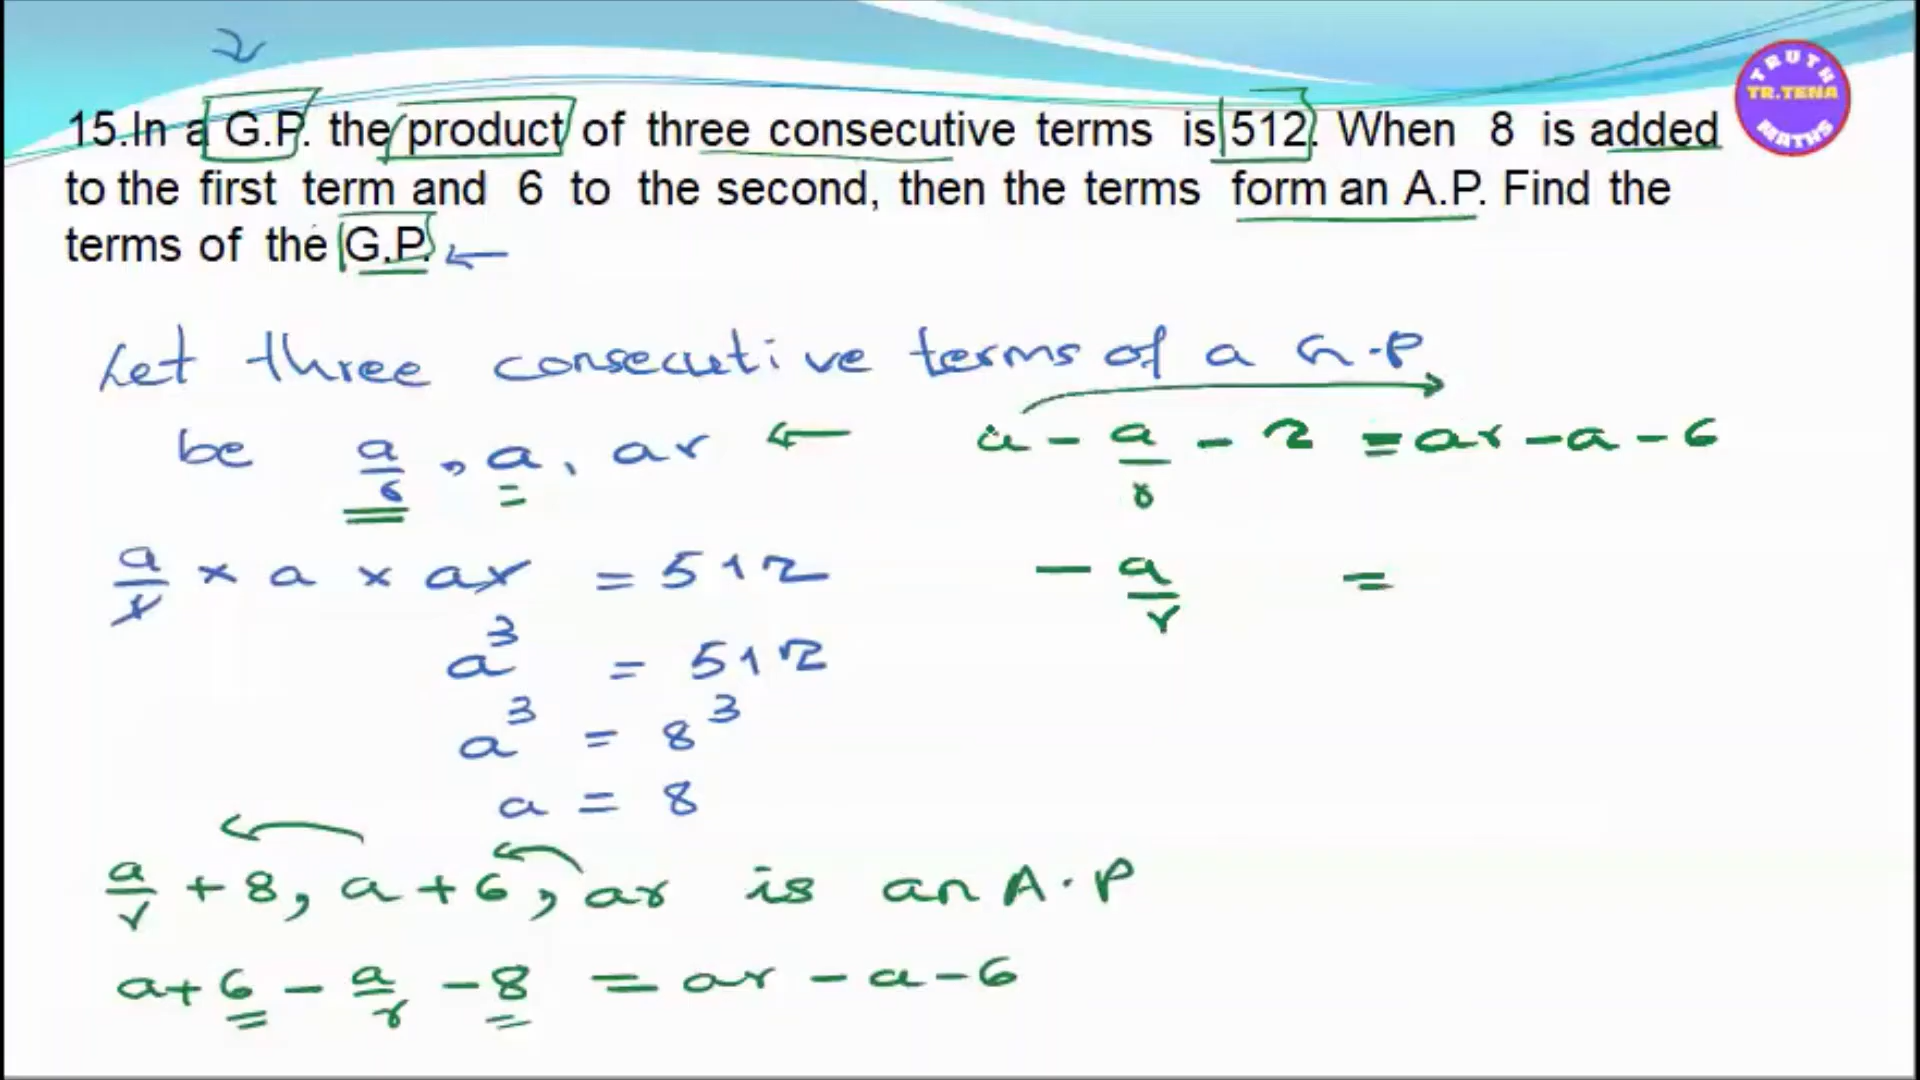 15.In a G.P. the product of three consecutive terms is 512. When 8 is added
to the first term and 6 to the second, then the terms form an A.P. Find the
terms of the G.P.
TRUTH
TR.TENA
MATHS
Let three consecutive terms of a G.P
be a/r, a, ar
a/r × a × ar = 512
a³ = 512
a³ = 8³
a = 8
a/r + 8, a + 6, ar is an A.P
a + 6 - a/r - 8 = ar - a - 6
a - a/r - 2 = ar - a - 6
- a/r =